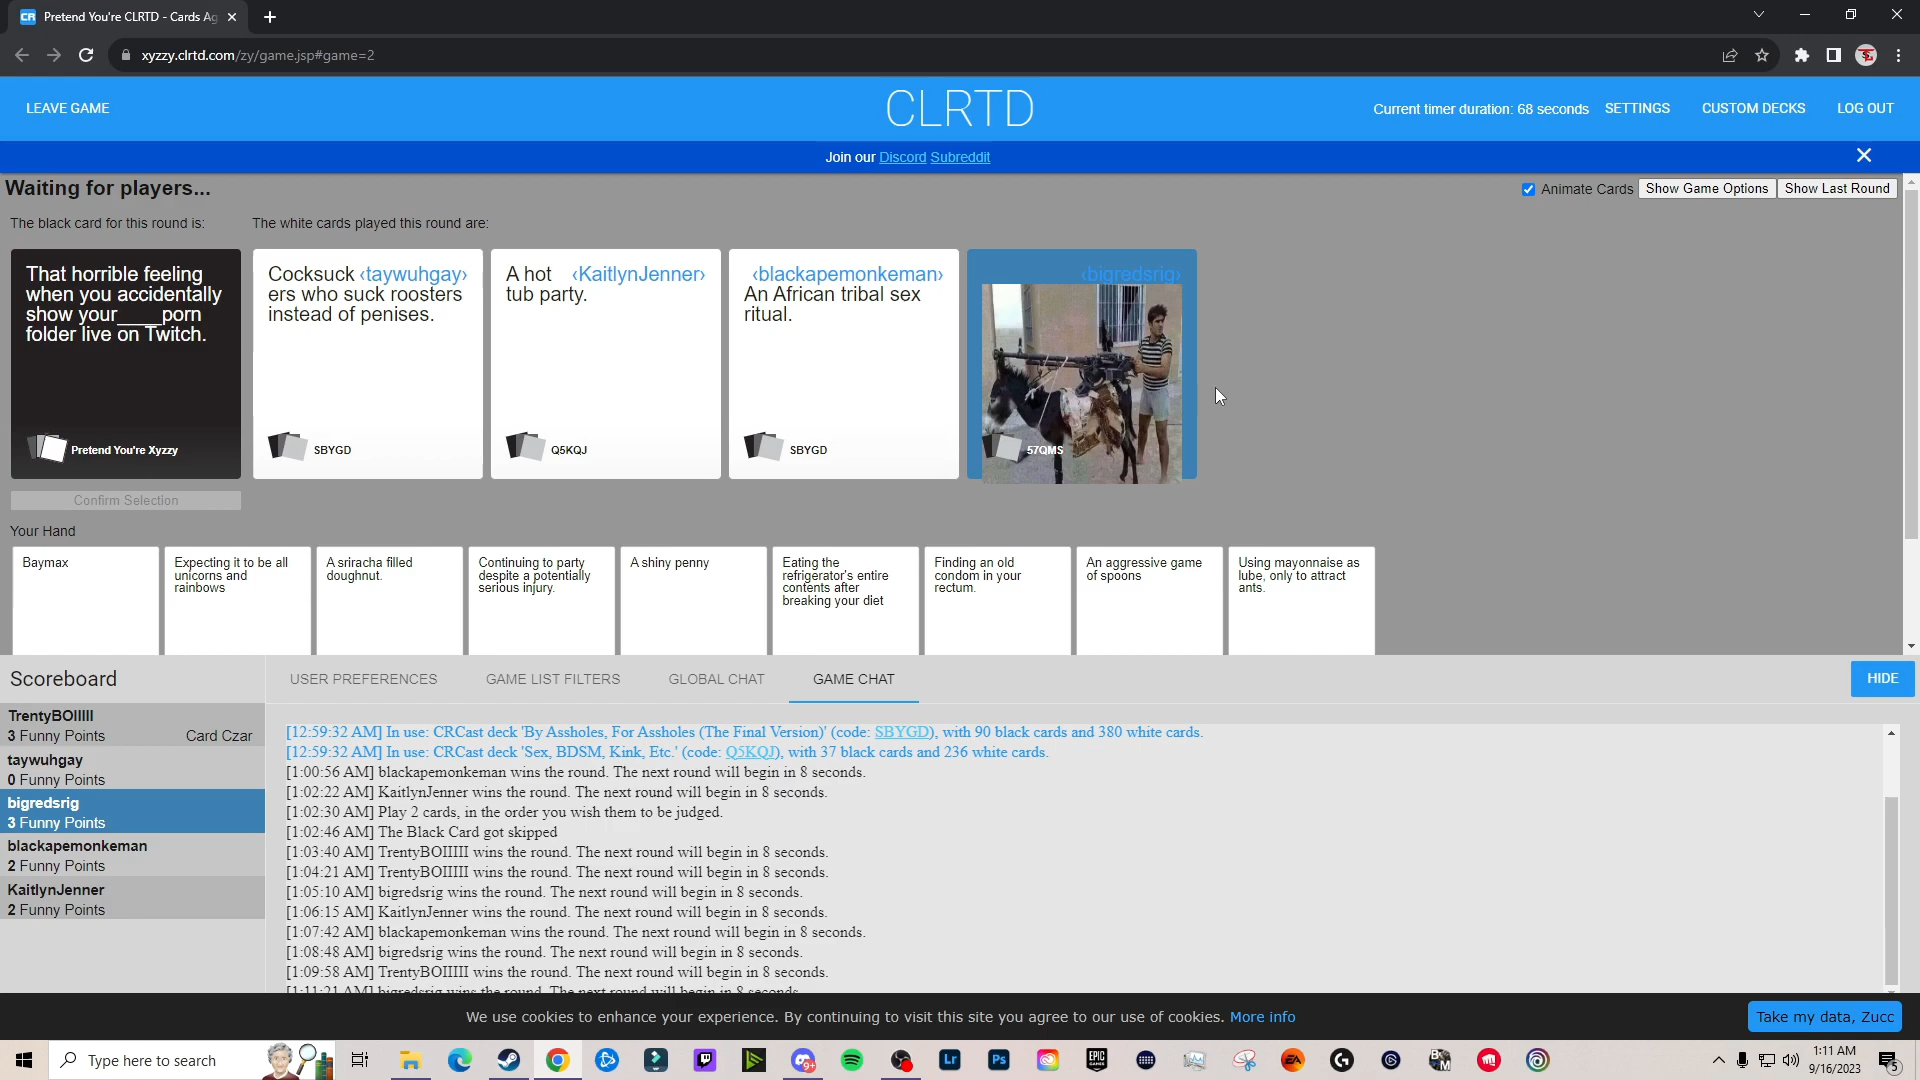 Pretend You're CLRTD - Cards Ag
xyzzy.clrtd.com/zy/game.jsp#game=2
LEAVE GAME
CLRTD
Current timer duration: 68 seconds
SETTINGS
CUSTOM DECKS
LOG OUT
Join our Discord Subreddit
Waiting for players...
Animate Cards
Show Game Options
Show Last Round
The black card for this round is:
The white cards played this round are:
That horrible feeling
when you accidentally
show your____porn
folder live on Twitch.
Pretend You're Xyzzy
Cocksuck ‹taywuhgay›
ers who suck roosters
instead of penises.
SBYGD
A hot ‹KaitlynJenner›
tub party.
Q5KQJ
‹blackapemonkeman›
An African tribal sex
ritual.
SBYGD
‹bigredsrig›
57QMS
Confirm Selection
Your Hand
Baymax
Expecting it to be all
unicorns and
rainbows
A sriracha filled
doughnut.
Continuing to party
despite a potentially
serious injury.
A shiny penny
Eating the
refrigerator's entire
contents after
breaking your diet
Finding an old
condom in your
rectum.
An aggressive game
of spoons
Using mayonnaise as
lube, only to attract
ants.
Scoreboard
TrentyBOIIIII
3 Funny Points
Card Czar
taywuhgay
0 Funny Points
bigredsrig
3 Funny Points
blackapemonkeman
2 Funny Points
KaitlynJenner
2 Funny Points
USER PREFERENCES
GAME LIST FILTERS
GLOBAL CHAT
GAME CHAT
HIDE
[12:59:32 AM] In use: CRCast deck 'By Assholes, For Assholes (The Final Version)' (code: SBYGD), with 90 black cards and 380 white cards.
[12:59:32 AM] In use: CRCast deck 'Sex, BDSM, Kink, Etc.' (code: Q5KQJ), with 37 black cards and 236 white cards.
[1:00:56 AM] blackapemonkeman wins the round. The next round will begin in 8 seconds.
[1:02:22 AM] KaitlynJenner wins the round. The next round will begin in 8 seconds.
[1:02:30 AM] Play 2 cards, in the order you wish them to be judged.
[1:02:46 AM] The Black Card got skipped
[1:03:40 AM] TrentyBOIIIII wins the round. The next round will begin in 8 seconds.
[1:04:21 AM] TrentyBOIIIII wins the round. The next round will begin in 8 seconds.
[1:05:10 AM] bigredsrig wins the round. The next round will begin in 8 seconds.
[1:06:15 AM] KaitlynJenner wins the round. The next round will begin in 8 seconds.
[1:07:42 AM] blackapemonkeman wins the round. The next round will begin in 8 seconds.
[1:08:48 AM] bigredsrig wins the round. The next round will begin in 8 seconds.
[1:09:58 AM] TrentyBOIIIII wins the round. The next round will begin in 8 seconds.
[1:11:21 AM] bigredsrig wins the round. The next round will begin in 8 seconds.
We use cookies to enhance your experience. By continuing to visit this site you agree to our use of cookies. More info
Take my data, Zucc
Type here to search
1:11 AM
9/16/2023